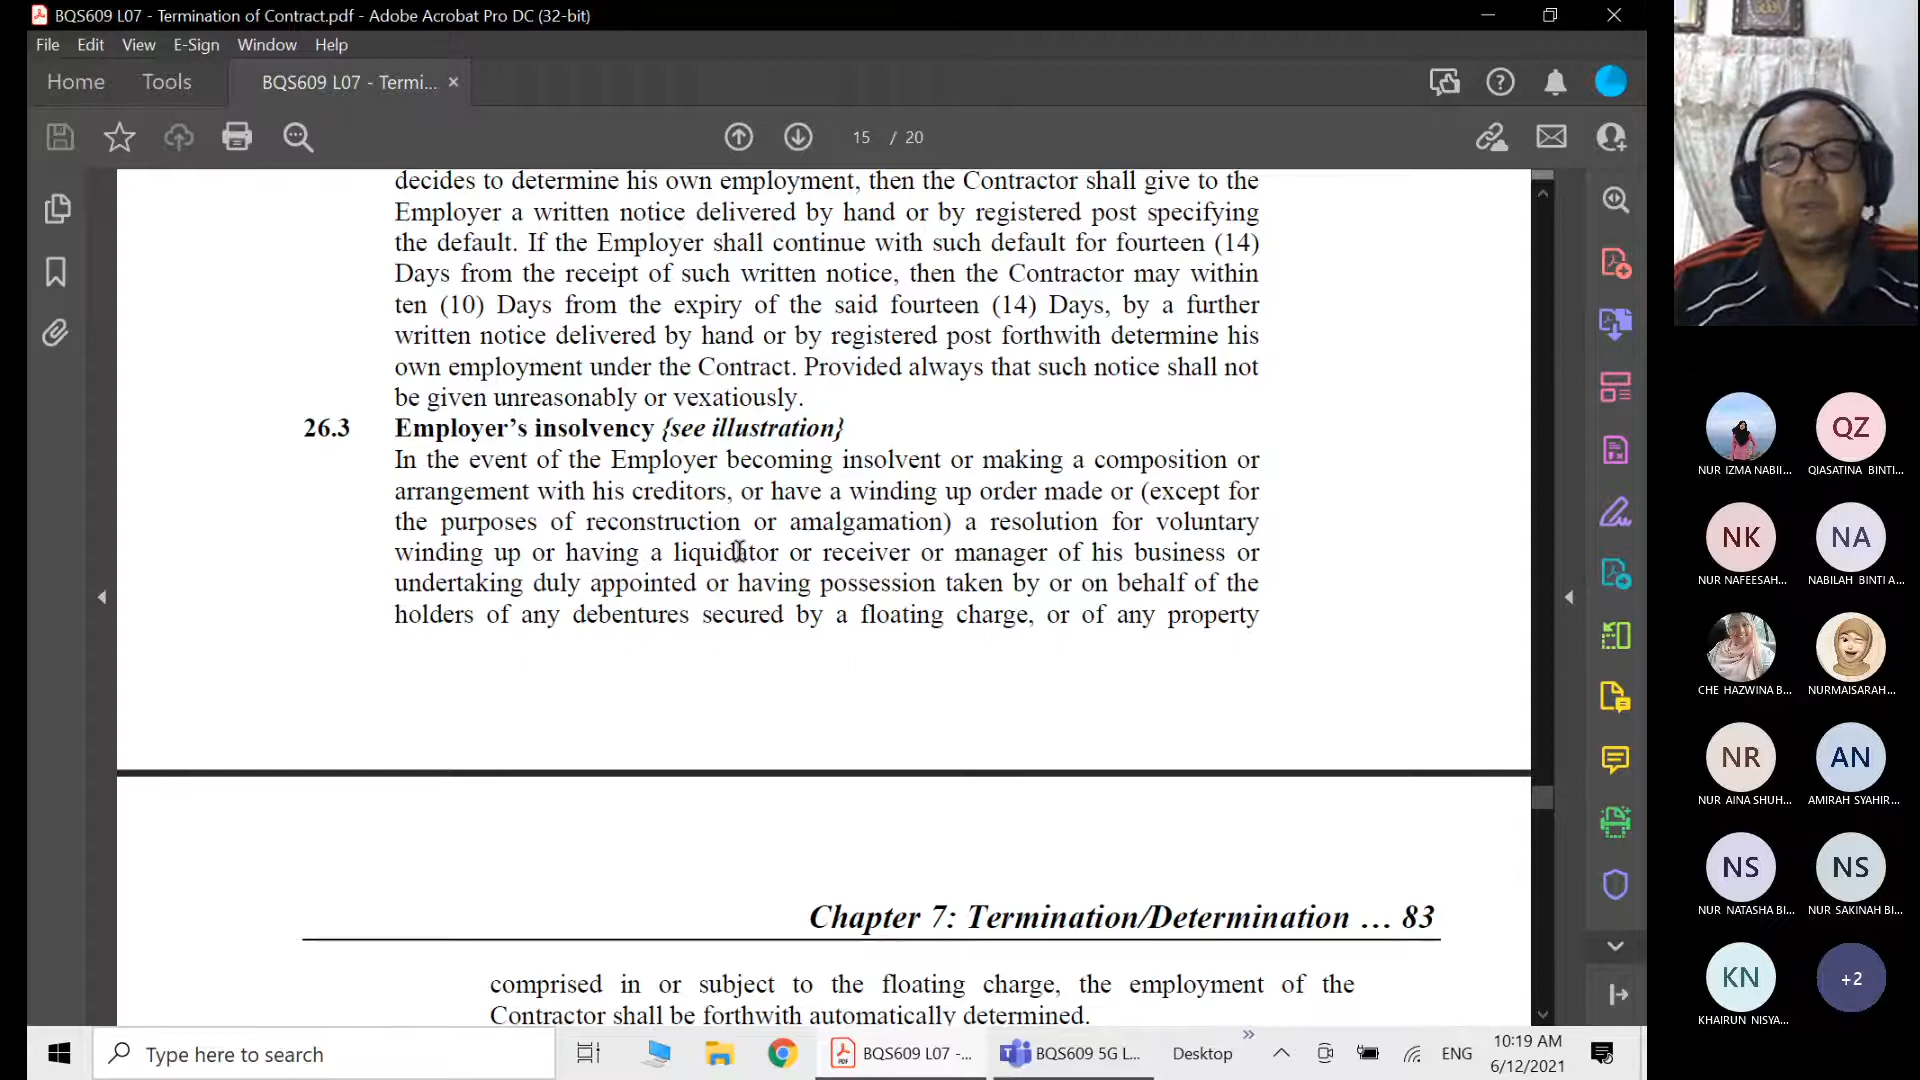 BQS609 L07 - Termination of Contract.pdf - Adobe Acrobat Pro DC (32-bit)
File Edit View E-Sign Window Help
Home Tools BQS609 L07 - Termi... ×
15 / 20
decides to determine his own employment, then the Contractor shall give to the
Employer a written notice delivered by hand or by registered post specifying
the default. If the Employer shall continue with such default for fourteen (14)
Days from the receipt of such written notice, then the Contractor may within
ten (10) Days from the expiry of the said fourteen (14) Days, by a further
written notice delivered by hand or by registered post forthwith determine his
own employment under the Contract. Provided always that such notice shall not
be given unreasonably or vexatiously.
26.3 Employer's insolvency {see illustration}
In the event of the Employer becoming insolvent or making a composition or
arrangement with his creditors, or have a winding up order made or (except for
the purposes of reconstruction or amalgamation) a resolution for voluntary
winding up or having a liquidator or receiver or manager of his business or
undertaking duly appointed or having possession taken by or on behalf of the
holders of any debentures secured by a floating charge, or of any property
Chapter 7: Termination/Determination ... 83
comprised in or subject to the floating charge, the employment of the
Contractor shall be forthwith automatically determined.
QZ
NUR IZMA NABII... QIASATINA BINTI...
NK NA
NUR NAFEESAH... NABILAH BINTI A...
CHE HAZWINA B... NURMAISARAH...
NR AN
NUR AINA SHUH... AMIRAH SYAHIR...
NS NS
NUR NATASHA BI... NUR SAKINAH BI...
KN +2
KHAIRUN NISYA...
Type here to search
BQS609 L07 -...
BQS609 5G L...
Desktop
ENG
10:19 AM
6/12/2021